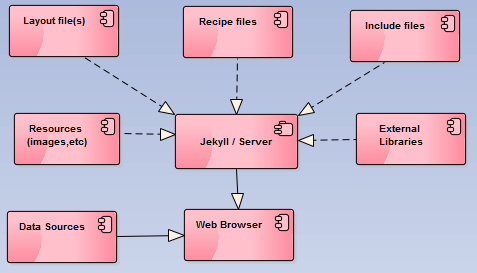 Layout file(s)
Recipe files
Include files
Resources
(images,etc)
Jekyll / Server
External
Libraries
Data Sources
Web Browser